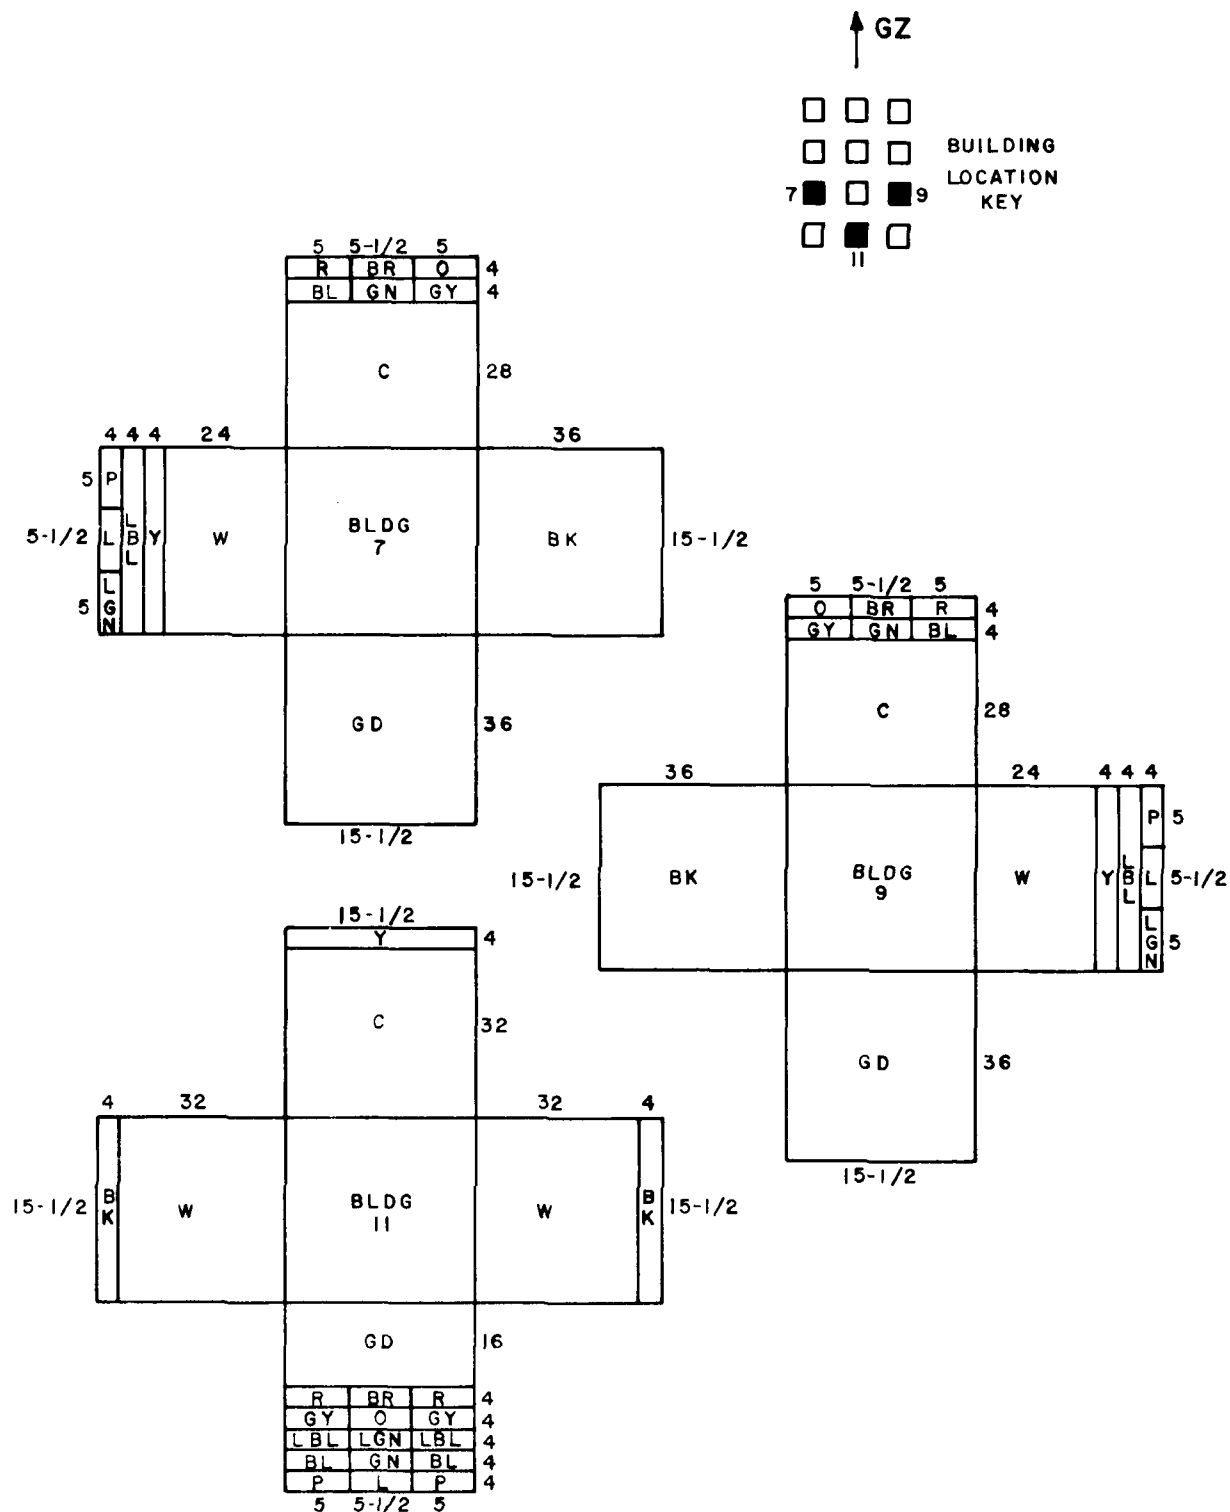 GZ
BUILDING
LOCATION
KEY
7 9
11
5 5-1/2 5
R BR O 4
BL GN GY 4
C 28
4 4 4 24 36
5 P
5-1/2 L LBL Y W BLDG 7 BK 15-1/2
5 LGN
GD 36
15-1/2
5 5-1/2 5
O BR R 4
GY GN BL 4
C 28
36 24 4 4 4
P 5
15-1/2 BK BLDG 9 W Y LBL L 5-1/2
LGN 5
GD 36
15-1/2
15-1/2
Y 4
C 32
4 32 32 4
15-1/2 BK W BLDG 11 W BK 15-1/2
GD 16
R BR R 4
GY O GY 4
LBL LGN LBL 4
BL GN BL 4
P L P 4
5 5-1/2 5